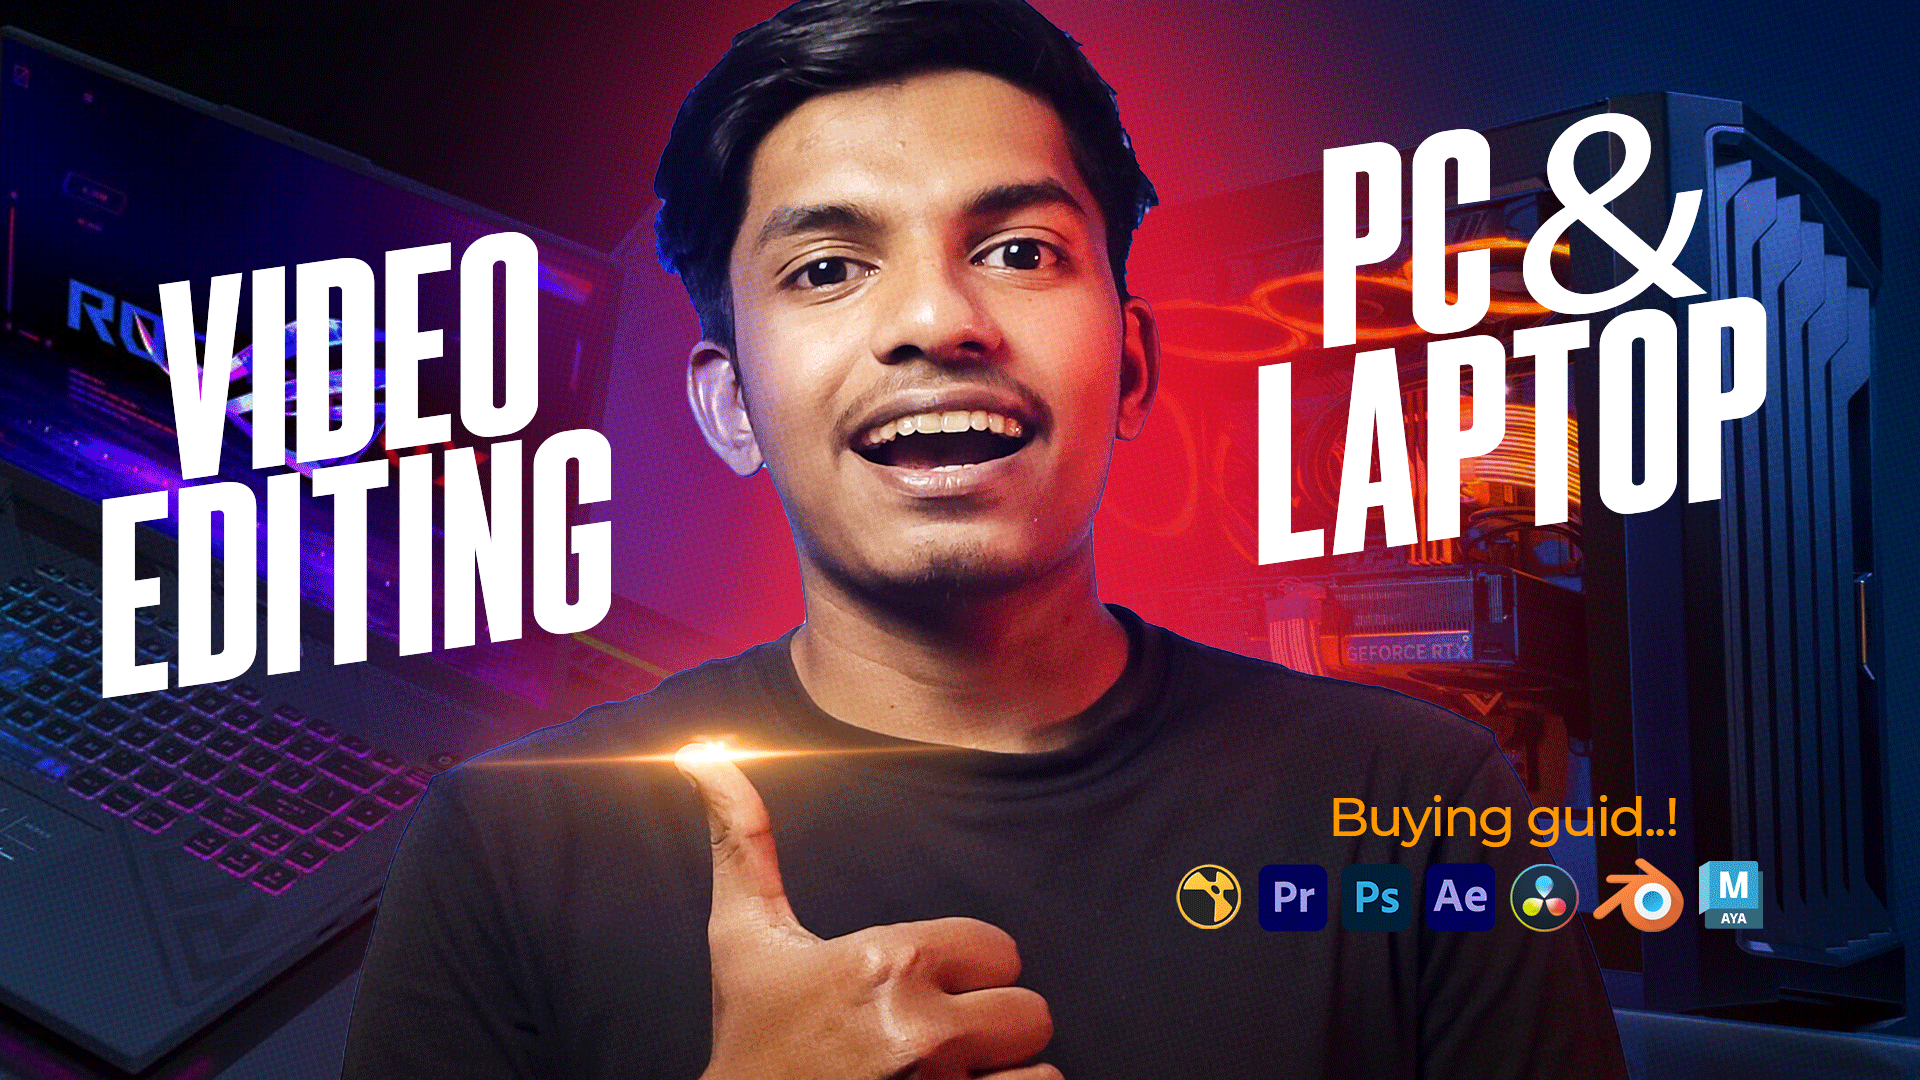 VIDEO
EDITING
PC &
LAPTOP
GEFORCE RTX
Buying guid..!
Pr
Ps
Ae
M
AYA